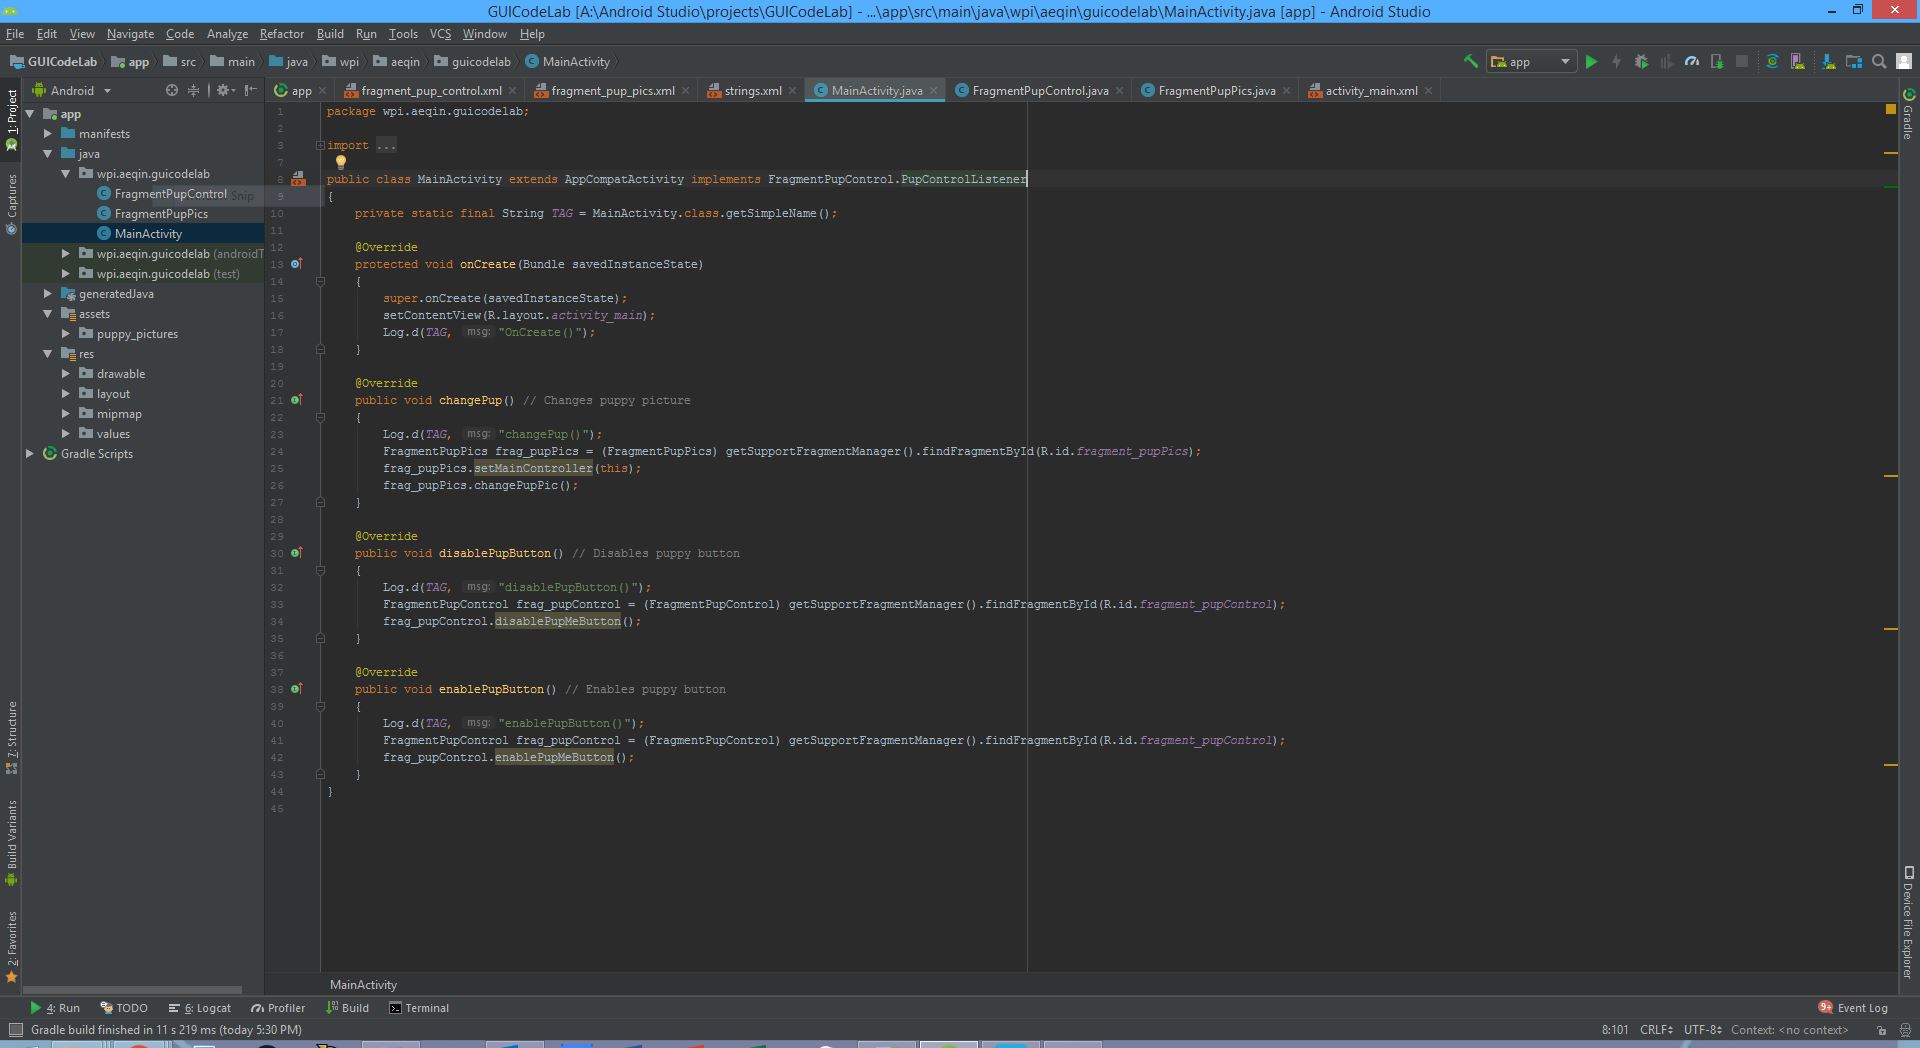 GUICodeLab [A:\Android Studio\projects\GUICodeLab] - ...\app\src\main\java\wpi\aeqin\guicodelab\MainActivity.java [app] - Android Studio
File Edit View Navigate Code Analyze Refactor Build Run Tools VCS Window Help
GUICodeLab app src main java wpi aeqin guicodelab MainActivity
app
Android
app fragment_pup_control.xml fragment_pup_pics.xml strings.xml MainActivity.java FragmentPupControl.java FragmentPupPics.java activity_main.xml
1: Project
Captures
7: Structure
Build Variants
2: Favorites
app
manifests
java
wpi.aeqin.guicodelab
FragmentPupControl
Snip
FragmentPupPics
MainActivity
wpi.aeqin.guicodelab (androidT
wpi.aeqin.guicodelab (test)
generatedJava
assets
puppy_pictures
res
drawable
layout
mipmap
values
Gradle Scripts
1 package wpi.aeqin.guicodelab;
2
3 import ...
7
8 public class MainActivity extends AppCompatActivity implements FragmentPupControl.PupControlListener
9 {
10 private static final String TAG = MainActivity.class.getSimpleName();
11
12 @Override
13 protected void onCreate(Bundle savedInstanceState)
14 {
15 super.onCreate(savedInstanceState);
16 setContentView(R.layout.activity_main);
17 Log.d(TAG, msg: "OnCreate()");
18 }
19
20 @Override
21 public void changePup() // Changes puppy picture
22 {
23 Log.d(TAG, msg: "changePup()");
24 FragmentPupPics frag_pupPics = (FragmentPupPics) getSupportFragmentManager().findFragmentById(R.id.fragment_pupPics);
25 frag_pupPics.setMainController(this);
26 frag_pupPics.changePupPic();
27 }
28
29 @Override
30 public void disablePupButton() // Disables puppy button
31 {
32 Log.d(TAG, msg: "disablePupButton()");
33 FragmentPupControl frag_pupControl = (FragmentPupControl) getSupportFragmentManager().findFragmentById(R.id.fragment_pupControl);
34 frag_pupControl.disablePupMeButton();
35 }
36
37 @Override
38 public void enablePupButton() // Enables puppy button
39 {
40 Log.d(TAG, msg: "enablePupButton()");
41 FragmentPupControl frag_pupControl = (FragmentPupControl) getSupportFragmentManager().findFragmentById(R.id.fragment_pupControl);
42 frag_pupControl.enablePupMeButton();
43 }
44 }
45
Gradle
Device File Explorer
MainActivity
4: Run TODO 6: Logcat Profiler Build Terminal 9+ Event Log
Gradle build finished in 11 s 219 ms (today 5:30 PM) 8:101 CRLF UTF-8 Context: <no context>